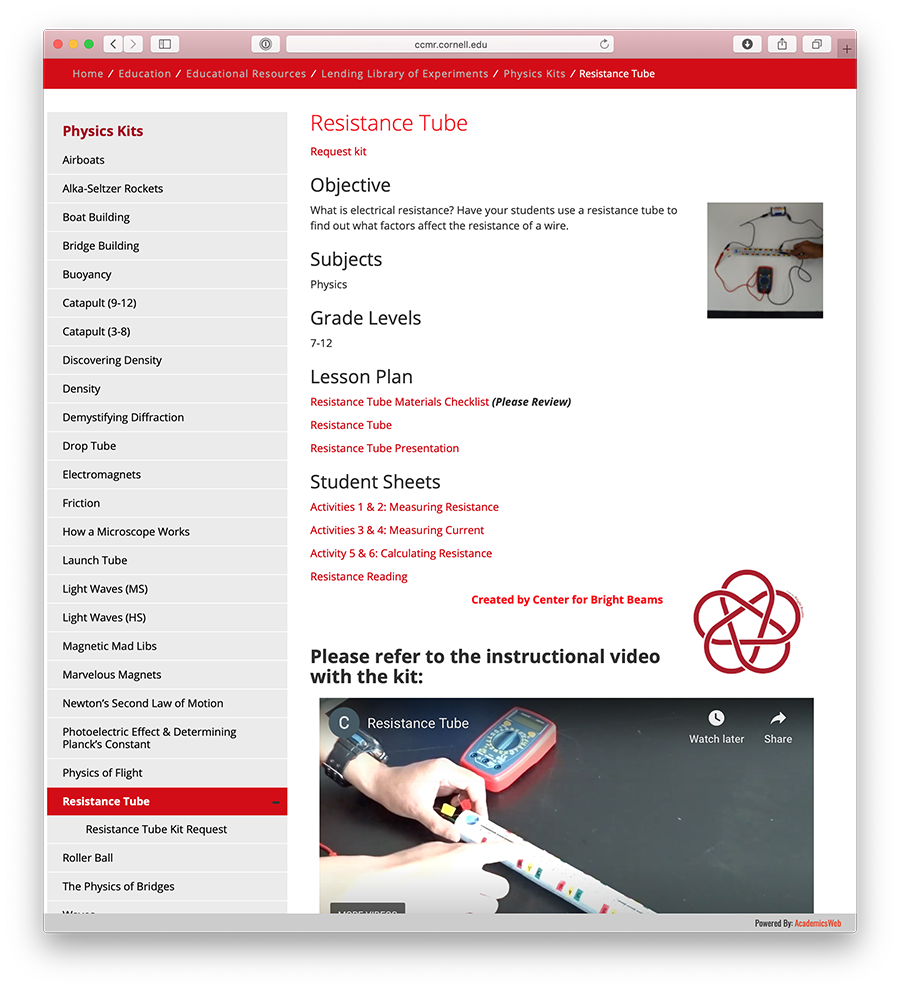 ccmr.cornell.edu
Home / Education / Educational Resources / Lending Library of Experiments / Physics Kits / Resistance Tube
Physics Kits
Airboats
Alka-Seltzer Rockets
Boat Building
Bridge Building
Buoyancy
Catapult (9-12)
Catapult (3-8)
Discovering Density
Density
Demystifying Diffraction
Drop Tube
Electromagnets
Friction
How a Microscope Works
Launch Tube
Light Waves (MS)
Light Waves (HS)
Magnetic Mad Libs
Marvelous Magnets
Newton's Second Law of Motion
Photoelectric Effect & Determining
Planck's Constant
Physics of Flight
Resistance Tube
Resistance Tube Kit Request
Roller Ball
The Physics of Bridges
Waves
Resistance Tube
Request kit
Objective
What is electrical resistance? Have your students use a resistance tube to
find out what factors affect the resistance of a wire.
Subjects
Physics
Grade Levels
7-12
Lesson Plan
Resistance Tube Materials Checklist (Please Review)
Resistance Tube
Resistance Tube Presentation
Student Sheets
Activities 1 & 2: Measuring Resistance
Activities 3 & 4: Measuring Current
Activity 5 & 6: Calculating Resistance
Resistance Reading
Created by Center for Bright Beams
Please refer to the instructional video
with the kit:
C Resistance Tube
Watch later
Share
MORE VIDEOS
Powered By: AcademicsWeb